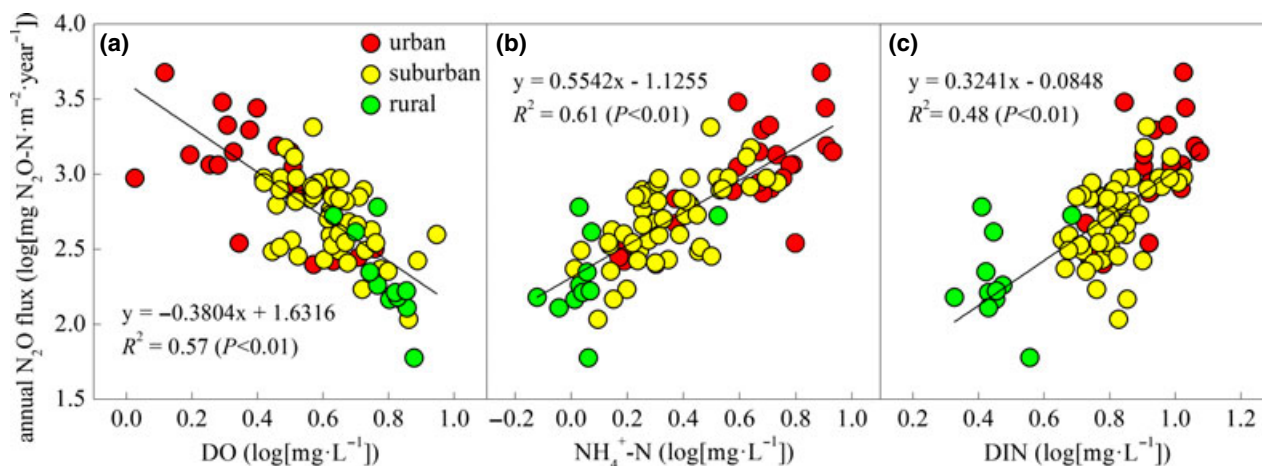 annual N₂O flux (log[mg N₂O-N·m⁻²·year⁻¹])
4.0
3.5
3.0
2.5
2.0
1.5
(a)
urban
suburban
rural
y = −0.3804x + 1.6316
R² = 0.57 (P<0.01)
0.0 0.2 0.4 0.6 0.8 1.0
DO (log[mg·L⁻¹])
(b)
y = 0.5542x - 1.1255
R² = 0.61 (P<0.01)
−0.2 0.0 0.2 0.4 0.6 0.8 1.0
NH₄⁺-N (log[mg·L⁻¹])
(c)
y = 0.3241x - 0.0848
R²= 0.48 (P<0.01)
0.2 0.4 0.6 0.8 1.0 1.2
DIN (log[mg·L⁻¹])